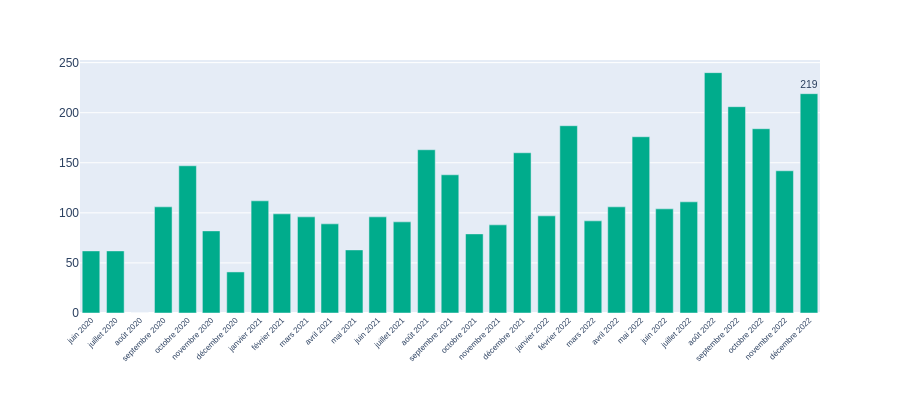 250
200
150
100
50
0
219
juin 2020
juillet 2020
août 2020
septembre 2020
octobre 2020
novembre 2020
décembre 2020
janvier 2021
février 2021
mars 2021
avril 2021
mai 2021
juin 2021
juillet 2021
août 2021
septembre 2021
octobre 2021
novembre 2021
décembre 2021
janvier 2022
février 2022
mars 2022
avril 2022
mai 2022
juin 2022
juillet 2022
août 2022
septembre 2022
octobre 2022
novembre 2022
décembre 2022